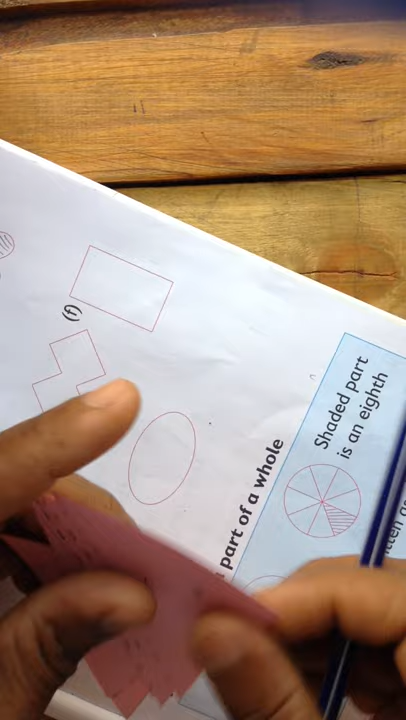 (f)
part of a whole
Shaded part
is an eighth